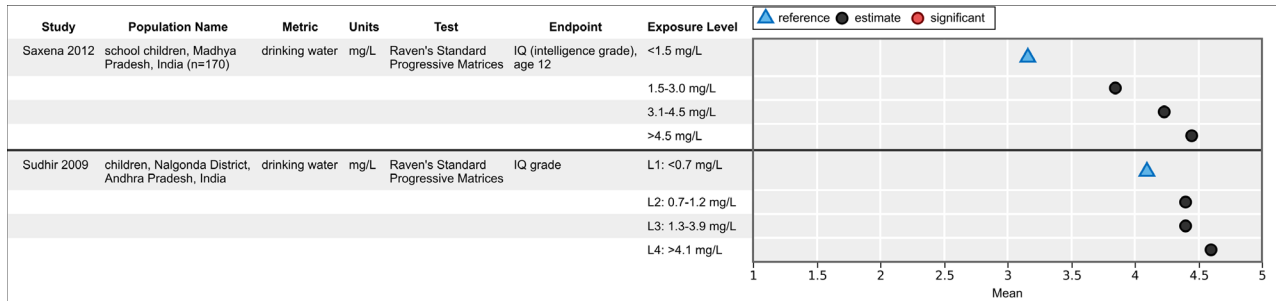 reference estimate significant
Study Population Name Metric Units Test Endpoint Exposure Level
Saxena 2012 school children, Madhya drinking water mg/L Raven's Standard IQ (intelligence grade), <1.5 mg/L
Pradesh, India (n=170) Progressive Matrices age 12
1.5-3.0 mg/L
3.1-4.5 mg/L
>4.5 mg/L
Sudhir 2009 children, Nalgonda District, drinking water mg/L Raven's Standard IQ grade L1: <0.7 mg/L
Andhra Pradesh, India Progressive Matrices
L2: 0.7-1.2 mg/L
L3: 1.3-3.9 mg/L
L4: >4.1 mg/L
1 1.5 2 2.5 3 3.5 4 4.5 5
Mean